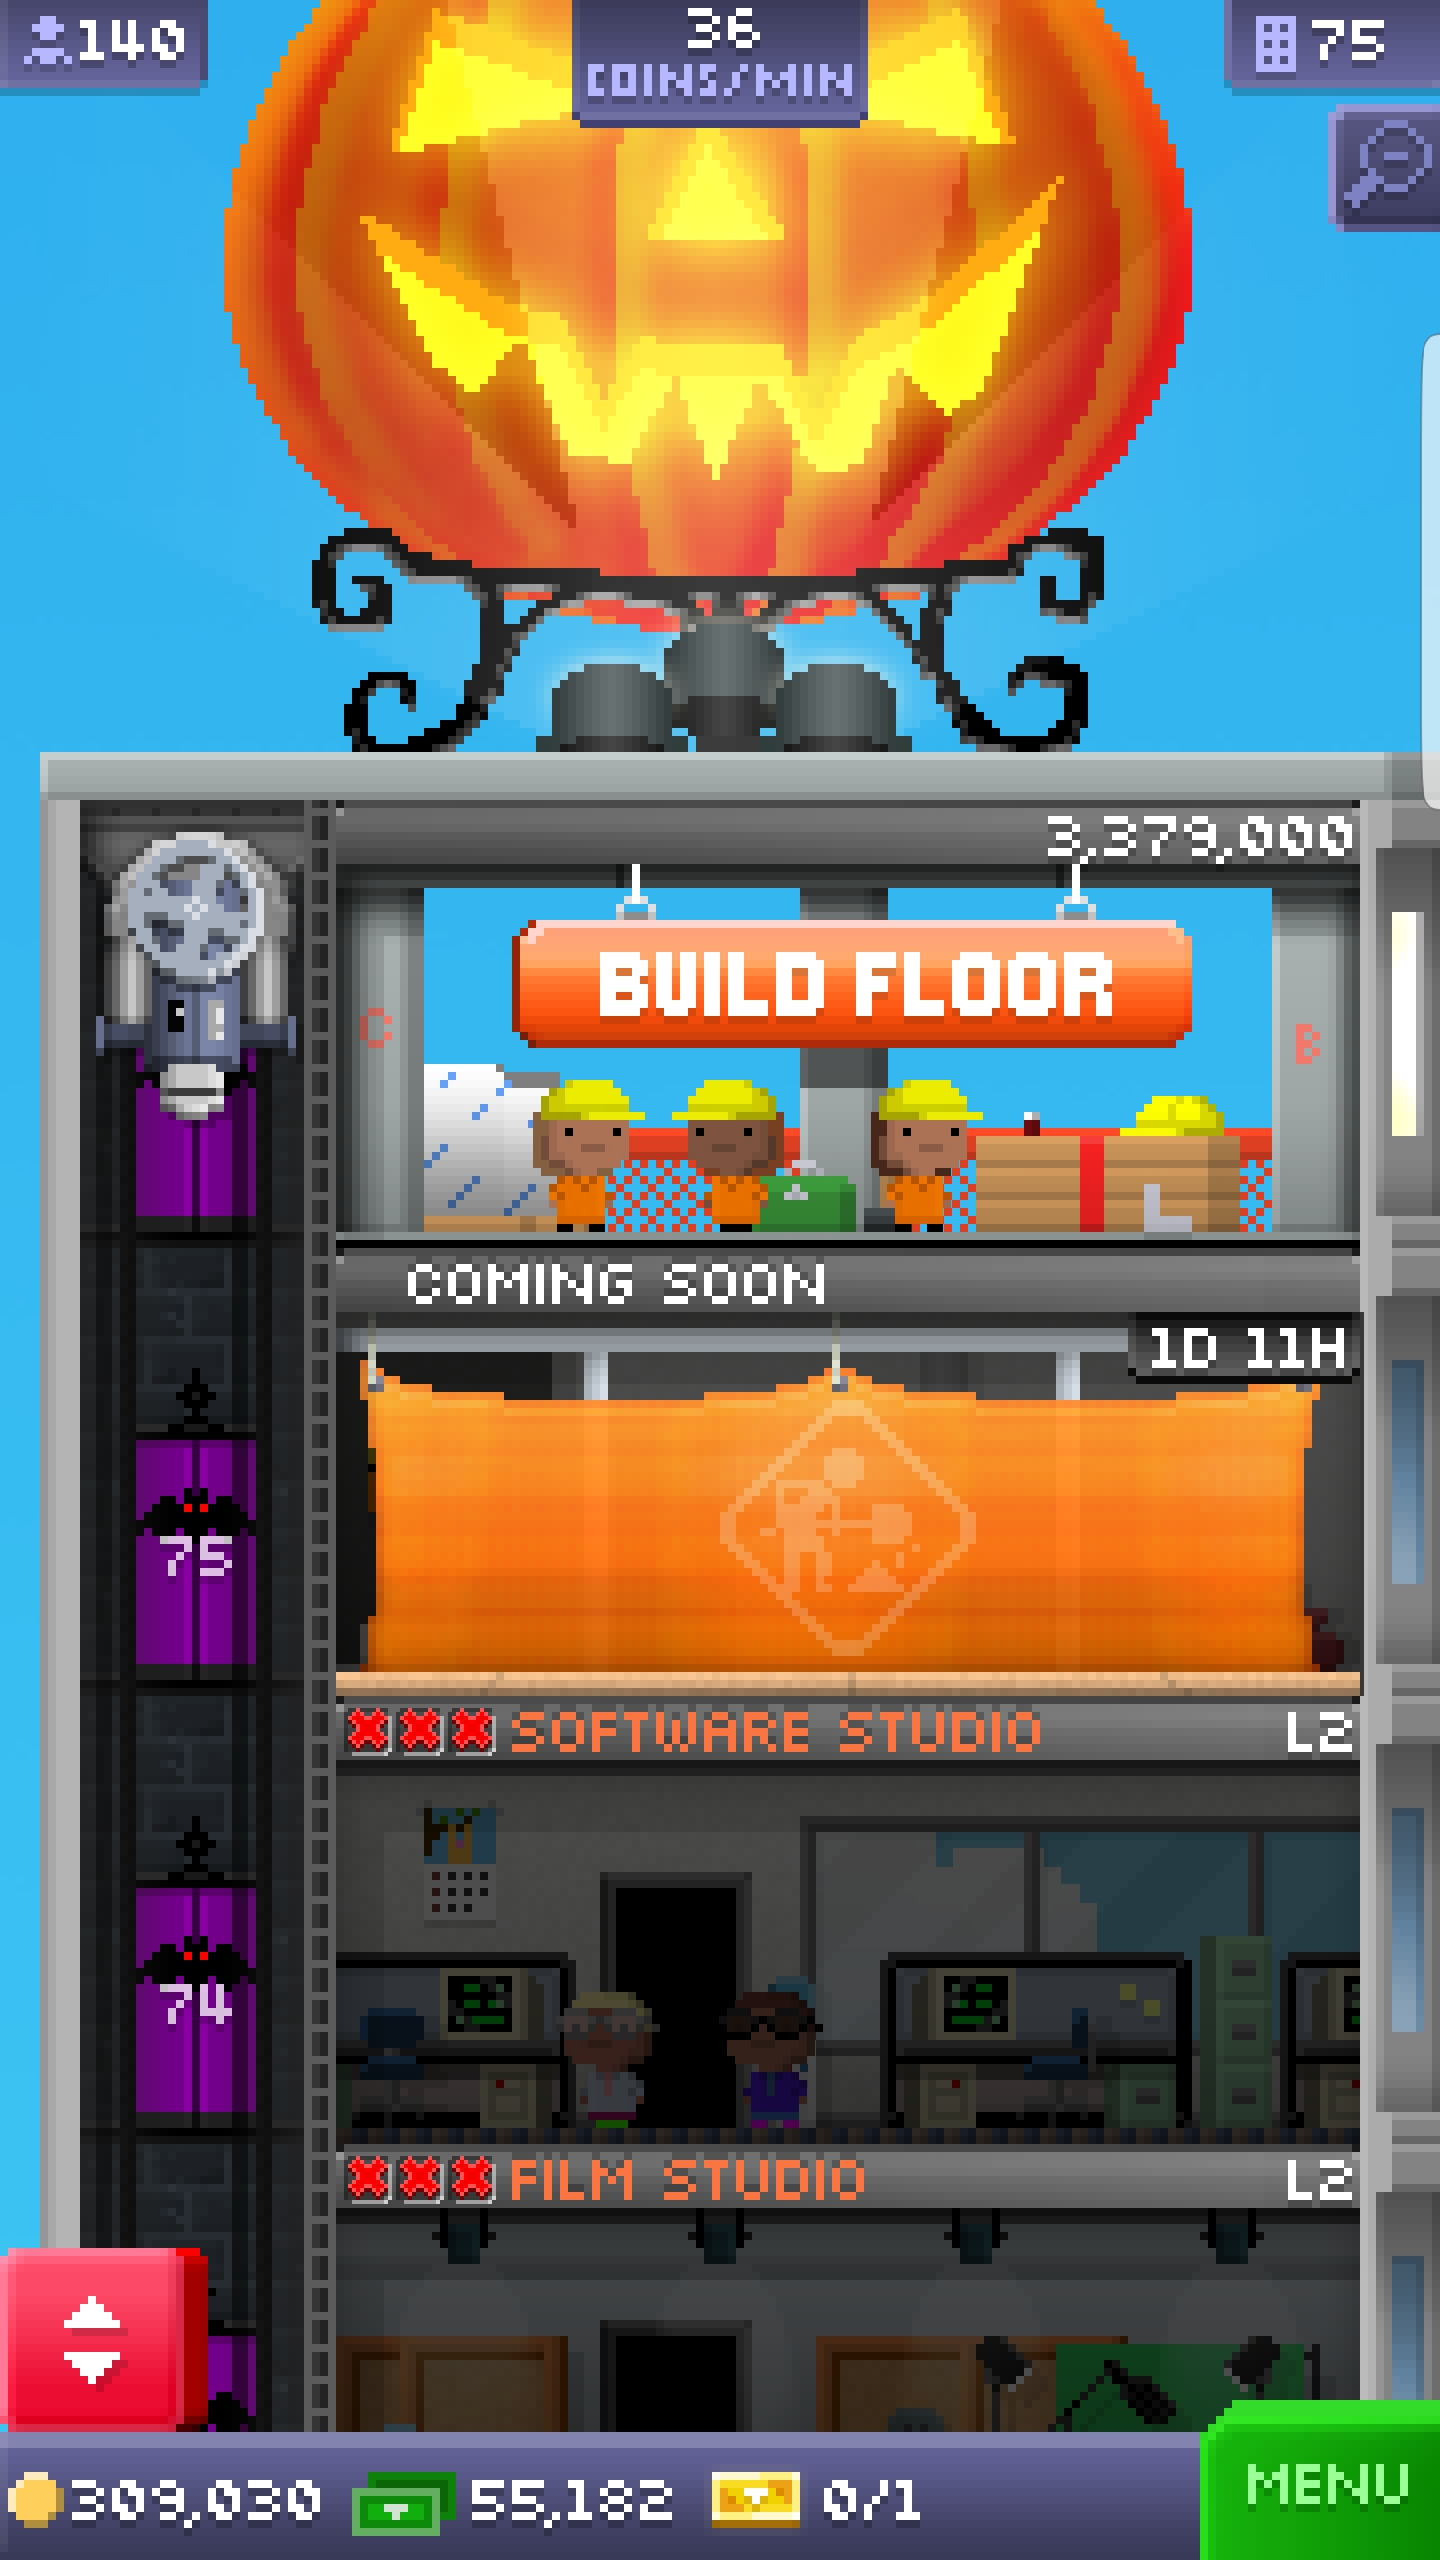 140
36
COINS/MIN
75
3,379,000
BUILD FLOOR
C
B
COMING SOON
1D 11H
75
SOFTWARE STUDIO L2
74
FILM STUDIO L2
309,030 55,182 0/1
MENU